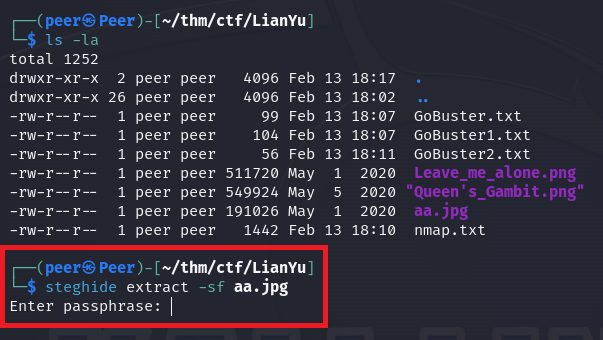 ┌──(peer㉿Peer)-[~/thm/ctf/LianYu]
└─$ ls -la
total 1252
drwxr-xr-x  2 peer peer   4096 Feb 13 18:17 .
drwxr-xr-x 26 peer peer   4096 Feb 13 18:02 ..
-rw-r--r--  1 peer peer     99 Feb 13 18:07 GoBuster.txt
-rw-r--r--  1 peer peer    104 Feb 13 18:07 GoBuster1.txt
-rw-r--r--  1 peer peer     56 Feb 13 18:11 GoBuster2.txt
-rw-r--r--  1 peer peer 511720 May  1  2020 Leave_me_alone.png
-rw-r--r--  1 peer peer 549924 May  5  2020 "Queen's_Gambit.png"
-rw-r--r--  1 peer peer 191026 May  1  2020 aa.jpg
-rw-r--r--  1 peer peer   1442 Feb 13 18:10 nmap.txt
┌──(peer㉿Peer)-[~/thm/ctf/LianYu]
└─$ steghide extract -sf aa.jpg
Enter passphrase: